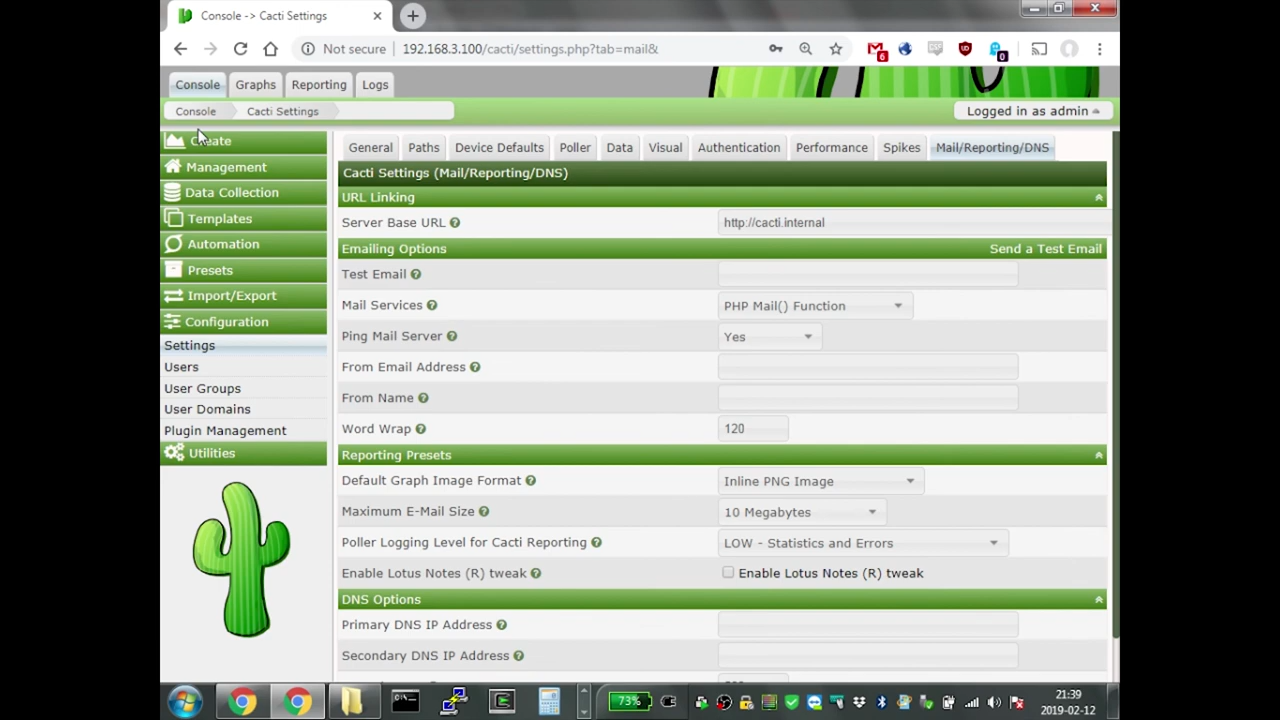 Console -> Cacti Settings
Not secure 192.168.3.100/cacti/settings.php?tab=mail&
6
0
Console Graphs Reporting Logs
Console Cacti Settings Logged in as admin
Create
Management
Data Collection
Templates
Automation
Presets
Import/Export
Configuration
Settings
Users
User Groups
User Domains
Plugin Management
Utilities
General Paths Device Defaults Poller Data Visual Authentication Performance Spikes Mail/Reporting/DNS
Cacti Settings (Mail/Reporting/DNS)
URL Linking
Server Base URL http://cacti.internal
Emailing Options Send a Test Email
Test Email
Mail Services PHP Mail() Function
Ping Mail Server Yes
From Email Address
From Name
Word Wrap 120
Reporting Presets
Default Graph Image Format Inline PNG Image
Maximum E-Mail Size 10 Megabytes
Poller Logging Level for Cacti Reporting LOW - Statistics and Errors
Enable Lotus Notes (R) tweak Enable Lotus Notes (R) tweak
DNS Options
Primary DNS IP Address
Secondary DNS IP Address
73%
21:39
2019-02-12